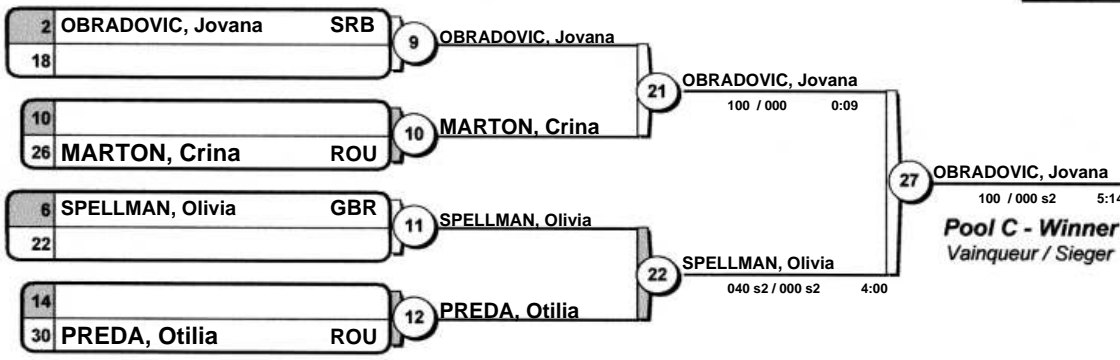 2 OBRADOVIC, Jovana SRB
18
9 OBRADOVIC, Jovana
10
26 MARTON, Crina ROU
10 MARTON, Crina
21 OBRADOVIC, Jovana
100 / 000 0:09
6 SPELLMAN, Olivia GBR
22
11 SPELLMAN, Olivia
14
30 PREDA, Otilia ROU
12 PREDA, Otilia
22 SPELLMAN, Olivia
040 s2 / 000 s2 4:00
27 OBRADOVIC, Jovana
100 / 000 s2 5:14
Pool C - Winner
Vainqueur / Sieger